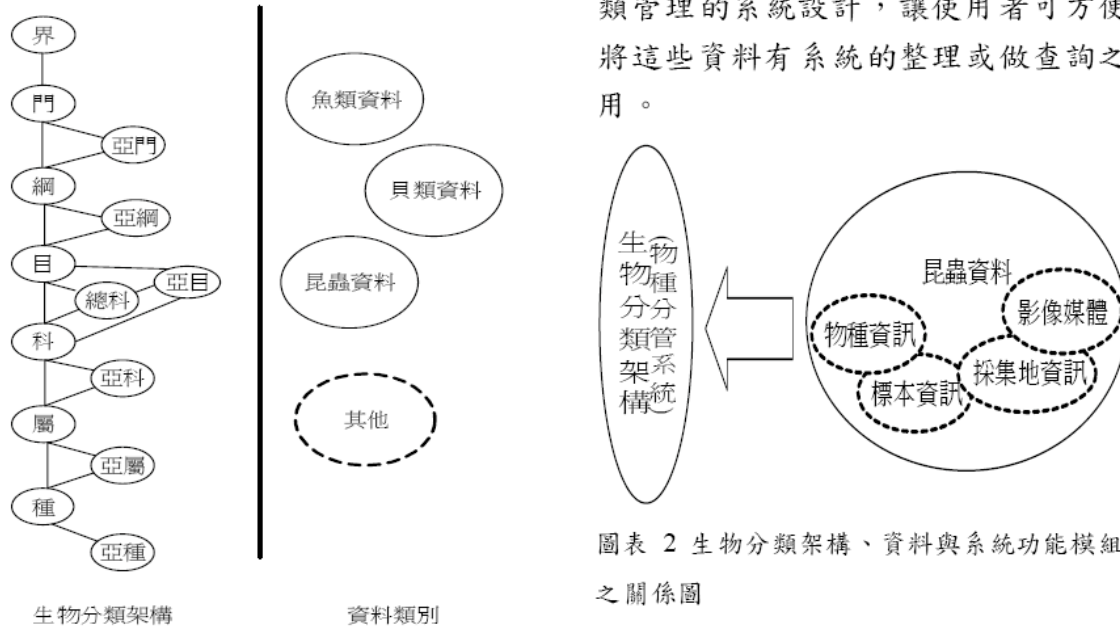 界
門
亞門
綱
亞綱
目
亞目
總科
科
亞科
屬
亞屬
種
亞種
生物分類架構
魚類資料
貝類資料
昆蟲資料
其他
資料類別
類管理的系統設計，讓使用者可方便
將這些資料有系統的整理或做查詢之
用。
生物分類架構
(物種分管系統)
昆蟲資料
影像媒體
物種資訊
採集地資訊
標本資訊
圖表 2 生物分類架構、資料與系統功能模組
之關係圖